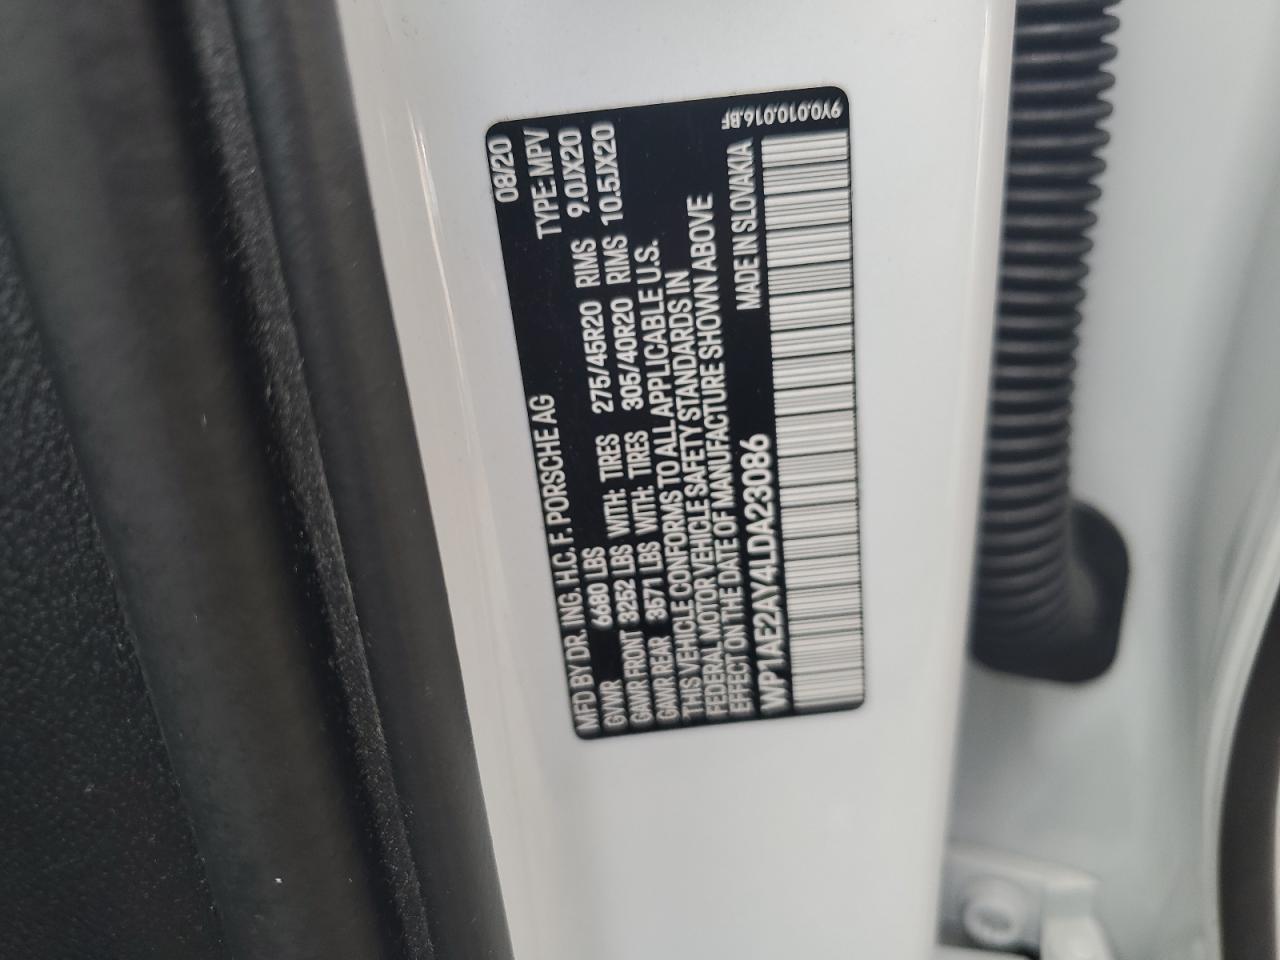 08/20
MFD BY DR. ING. H.C. F. PORSCHE AG TYPE: MPV
GVWR 6680 LBS
GAWR FRONT 3252 LBS WITH: TIRES 275/45R20 RIMS 9.0JX20
GAWR REAR 3571 LBS WITH: TIRES 305/40R20 RIMS 10.5JX20
THIS VEHICLE CONFORMS TO ALL APPLICABLE U.S.
FEDERAL MOTOR VEHICLE SAFETY STANDARDS IN
EFFECT ON THE DATE OF MANUFACTURE SHOWN ABOVE
WP1AE2AY4LDA23086 MADE IN SLOVAKIA
9Y0.010.016.BF